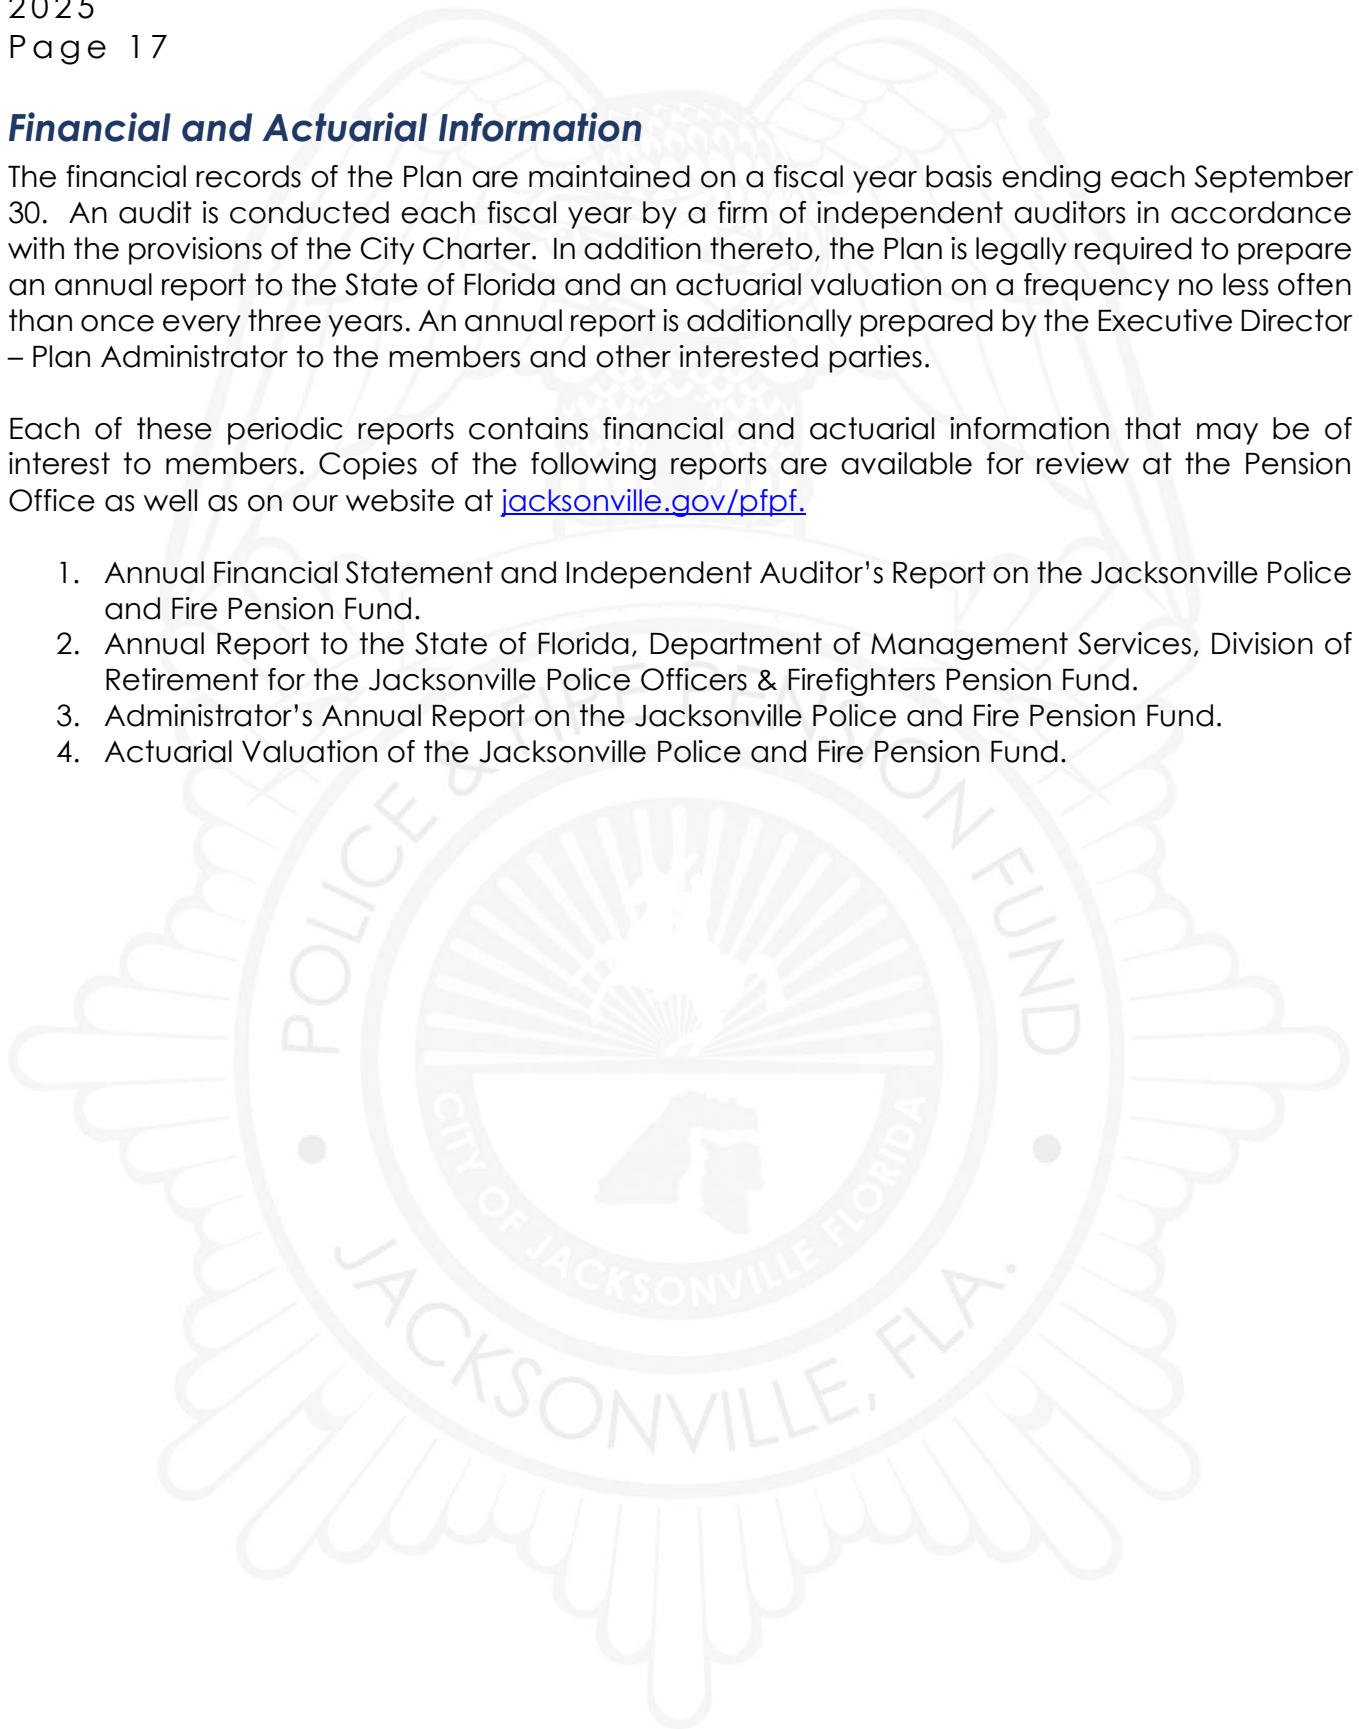 2025
Page 17
Financial and Actuarial Information
The financial records of the Plan are maintained on a fiscal year basis ending each September
30.  An audit is conducted each fiscal year by a firm of independent auditors in accordance
with the provisions of the City Charter.  In addition thereto, the Plan is legally required to prepare
an annual report to the State of Florida and an actuarial valuation on a frequency no less often
than once every three years. An annual report is additionally prepared by the Executive Director
– Plan Administrator to the members and other interested parties.
Each of these periodic reports contains financial and actuarial information that may be of
interest to members. Copies of the following reports are available for review at the Pension
Office as well as on our website at jacksonville.gov/pfpf.
1. Annual Financial Statement and Independent Auditor’s Report on the Jacksonville Police
and Fire Pension Fund.
2. Annual Report to the State of Florida, Department of Management Services, Division of
Retirement for the Jacksonville Police Officers & Firefighters Pension Fund.
3. Administrator’s Annual Report on the Jacksonville Police and Fire Pension Fund.
4. Actuarial Valuation of the Jacksonville Police and Fire Pension Fund.
POLICE & FIRE PENSION FUND
CITY OF JACKSONVILLE FLORIDA
JACKSONVILLE, FLA.